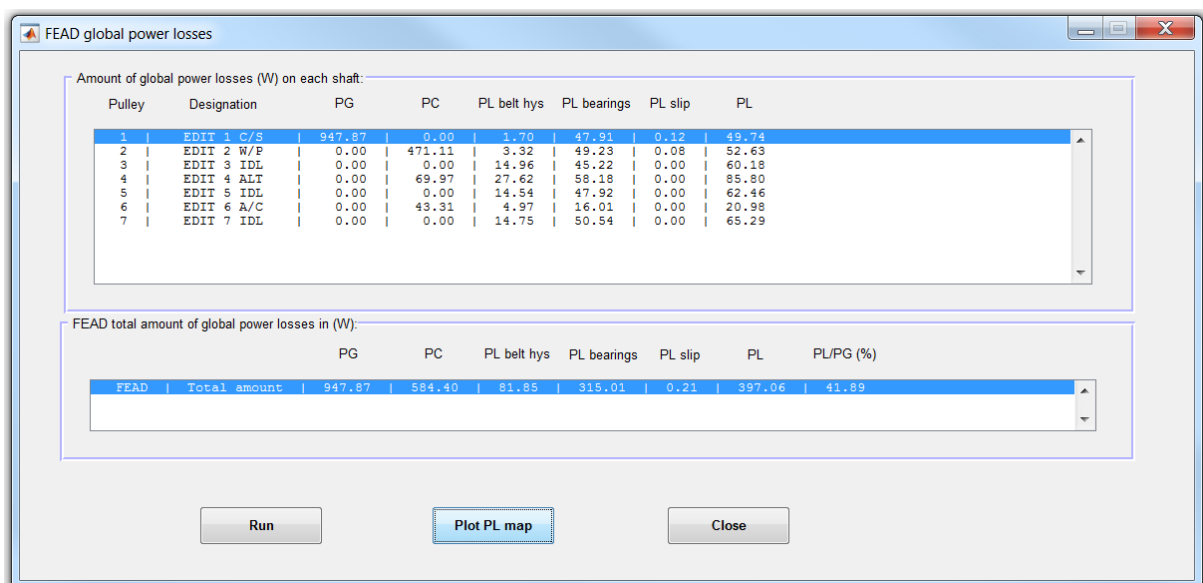 FEAD global power losses
Amount of global power losses (W) on each shaft:
Pulley Designation PG PC PL belt hys PL bearings PL slip PL
1 | EDIT 1 C/S | 947.87 | 0.00 | 1.70 | 47.91 | 0.12 | 49.74
2 | EDIT 2 W/P | 0.00 | 471.11 | 3.32 | 49.23 | 0.08 | 52.63
3 | EDIT 3 IDL | 0.00 | 0.00 | 14.96 | 45.22 | 0.00 | 60.18
4 | EDIT 4 ALT | 0.00 | 69.97 | 27.62 | 58.18 | 0.00 | 85.80
5 | EDIT 5 IDL | 0.00 | 0.00 | 14.54 | 47.92 | 0.00 | 62.46
6 | EDIT 6 A/C | 0.00 | 43.31 | 4.97 | 16.01 | 0.00 | 20.98
7 | EDIT 7 IDL | 0.00 | 0.00 | 14.75 | 50.54 | 0.00 | 65.29
FEAD total amount of global power losses in (W):
PG PC PL belt hys PL bearings PL slip PL PL/PG (%)
FEAD | Total amount | 947.87 | 584.40 | 81.85 | 315.01 | 0.21 | 397.06 | 41.89
Run Plot PL map Close